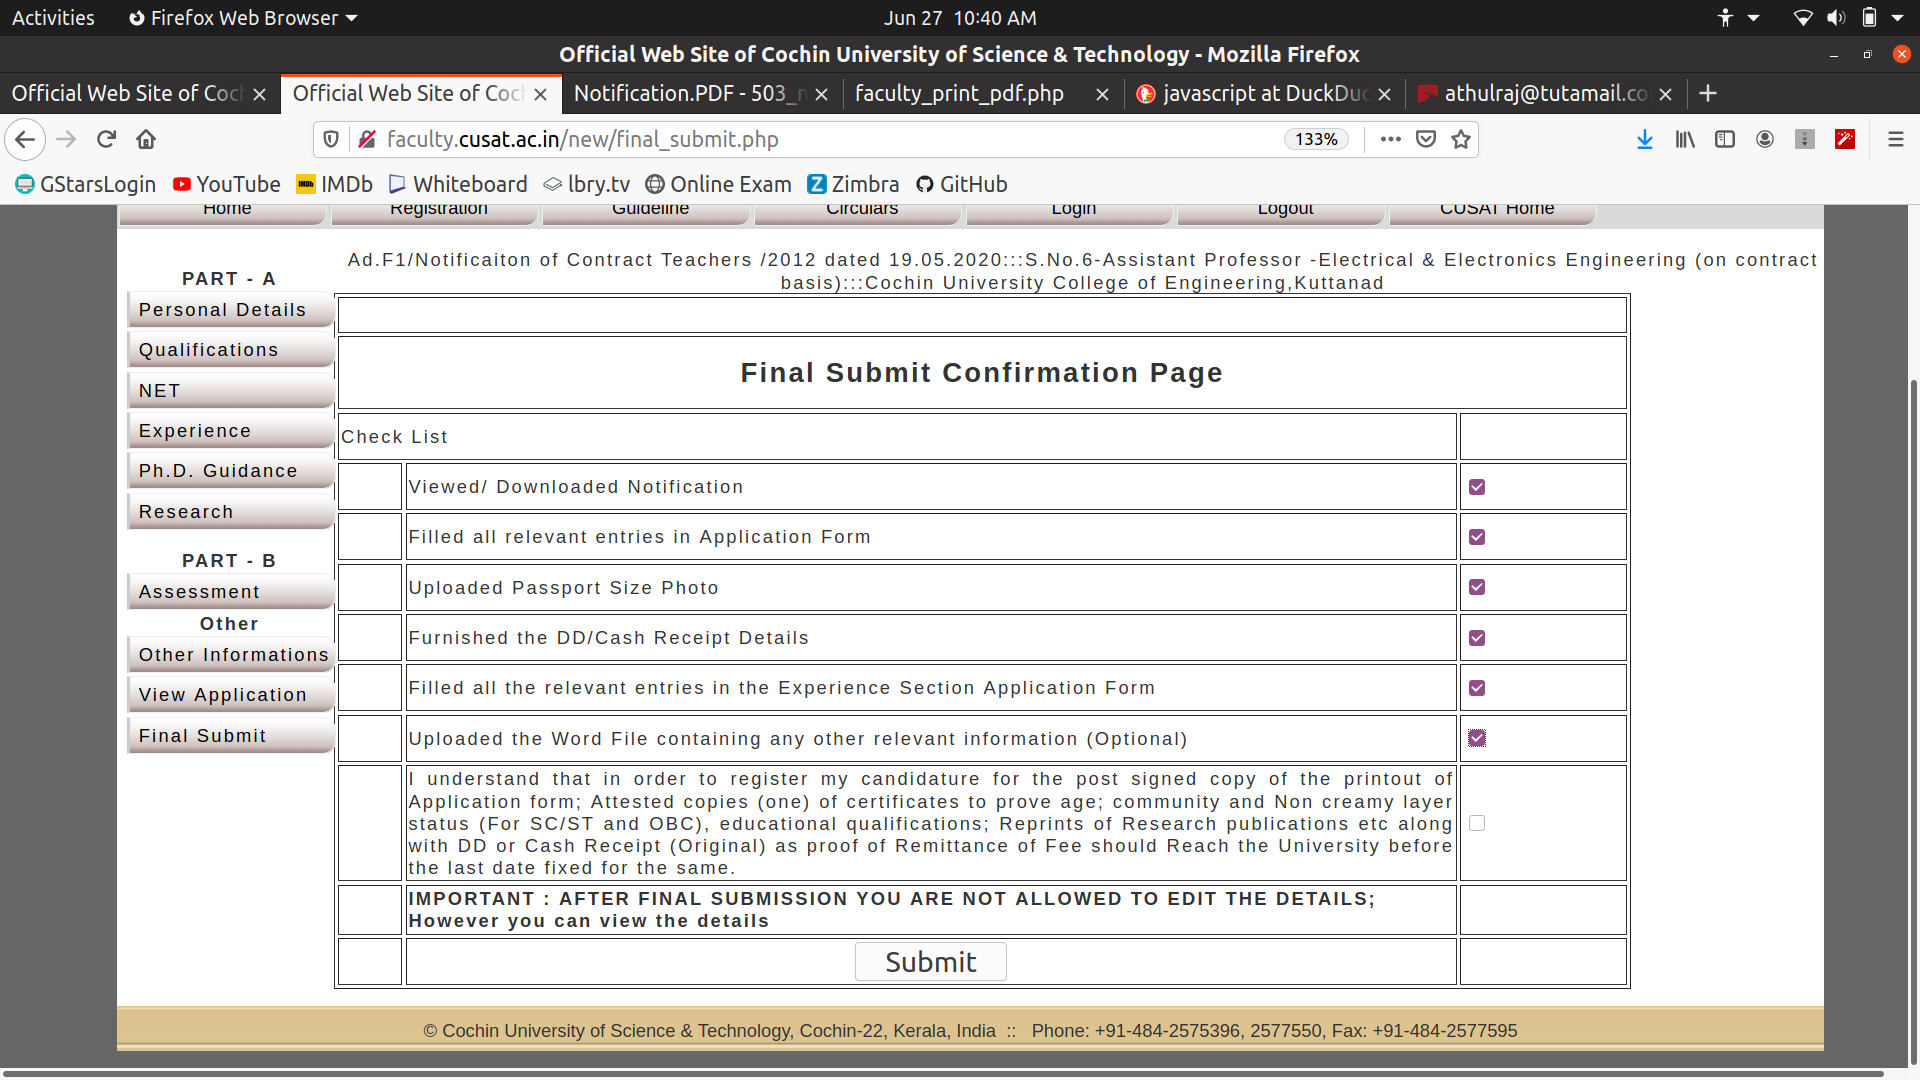 Activities
Firefox Web Browser
Jun 27 10:40 AM
Official Web Site of Cochin University of Science & Technology - Mozilla Firefox
Official Web Site of Coch
Official Web Site of Coch
Notification.PDF - 503_n
faculty_print_pdf.php
javascript at DuckDuc
athulraj@tutamail.co
faculty.cusat.ac.in/new/final_submit.php
133%
GStarsLogin
YouTube
IMDb
Whiteboard
lbry.tv
Online Exam
Zimbra
GitHub
Home
Registration
Guideline
Circulars
Login
Logout
CUSAT Home
Ad.F1/Notificaiton of Contract Teachers /2012 dated 19.05.2020:::S.No.6-Assistant Professor -Electrical & Electronics Engineering (on contract
basis):::Cochin University College of Engineering,Kuttanad
PART - A
Personal Details
Qualifications
NET
Experience
Ph.D. Guidance
Research
PART - B
Assessment
Other
Other Informations
View Application
Final Submit
Final Submit Confirmation Page
Check List
Viewed/ Downloaded Notification
Filled all relevant entries in Application Form
Uploaded Passport Size Photo
Furnished the DD/Cash Receipt Details
Filled all the relevant entries in the Experience Section Application Form
Uploaded the Word File containing any other relevant information (Optional)
I understand that in order to register my candidature for the post signed copy of the printout of
Application form; Attested copies (one) of certificates to prove age; community and Non creamy layer
status (For SC/ST and OBC), educational qualifications; Reprints of Research publications etc along
with DD or Cash Receipt (Original) as proof of Remittance of Fee should Reach the University before
the last date fixed for the same.
IMPORTANT : AFTER FINAL SUBMISSION YOU ARE NOT ALLOWED TO EDIT THE DETAILS;
However you can view the details
Submit
© Cochin University of Science & Technology, Cochin-22, Kerala, India :: Phone: +91-484-2575396, 2577550, Fax: +91-484-2577595